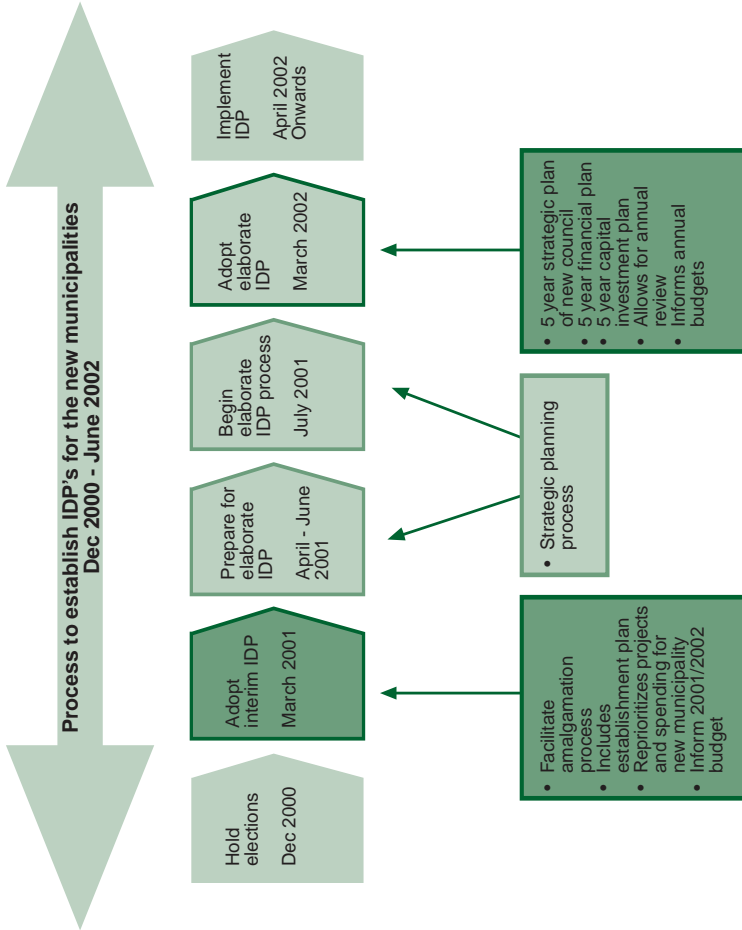 Process to establish IDP's for the new municipalities
Dec 2000 - June 2002
Hold
elections
Dec 2000
Adopt
interim IDP
March 2001
Prepare for
elaborate
IDP
April - June
2001
Begin
elaborate
IDP process
July 2001
Adopt
elaborate
IDP
March 2002
Implement
IDP
April 2002
Onwards
• Facilitate
amalgamation
process
• Includes
establishment plan
• Reprioritizes projects
and spending for
new municipality
• Inform 2001/2002
budget
• Strategic planning
process
• 5 year strategic plan
of new council
• 5 year financial plan
• 5 year capital
investment plan
• Allows for annual
review
• Informs annual
budgets